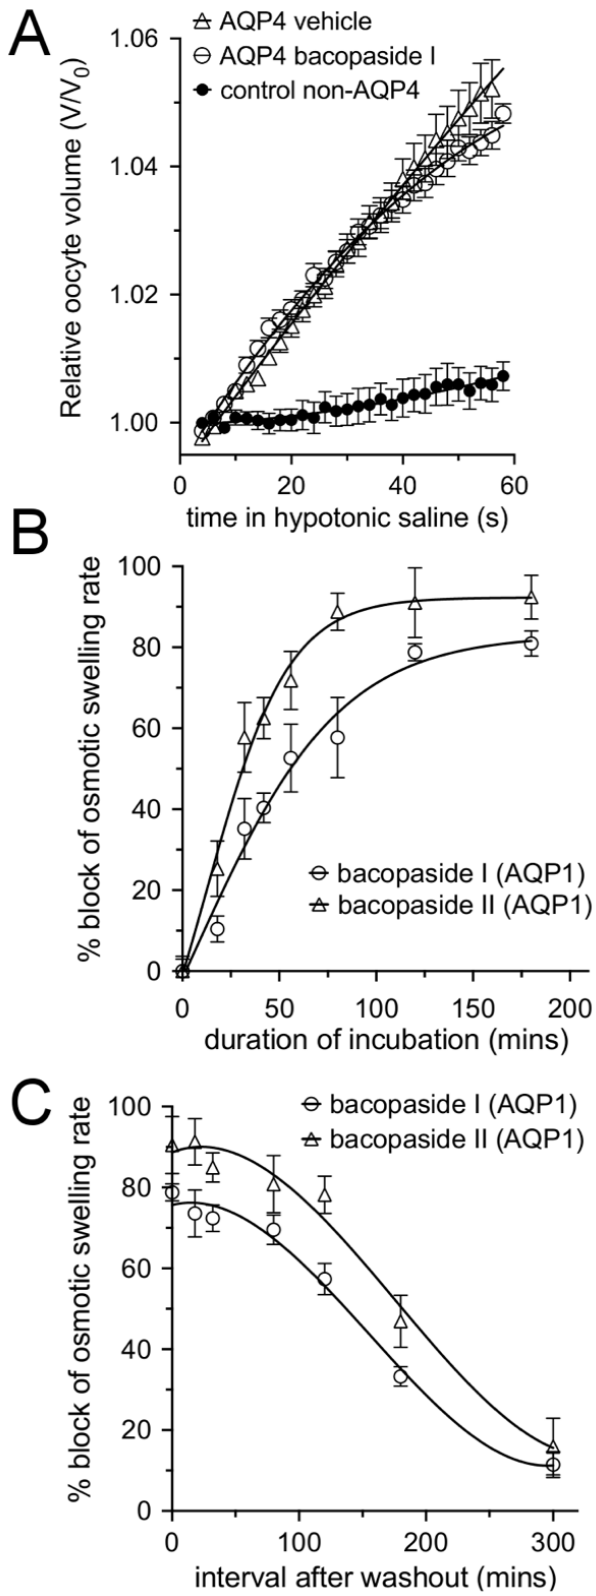 A
AQP4 vehicle
AQP4 bacopaside I
control non-AQP4
Relative oocyte volume (V/V0)
1.06
1.04
1.02
1.00
0 20 40 60
time in hypotonic saline (s)
B
% block of osmotic swelling rate
100
80
60
40
20
0
bacopaside I (AQP1)
bacopaside II (AQP1)
0 50 100 150 200
duration of incubation (mins)
C
% block of osmotic swelling rate
bacopaside I (AQP1)
bacopaside II (AQP1)
100
80
60
40
20
0
0 100 200 300
interval after washout (mins)